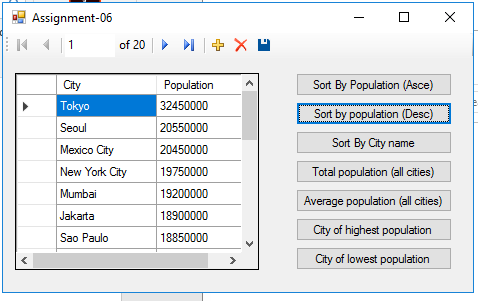 Assignment-06
1 of 20
City Population
Tokyo 32450000
Seoul 20550000
Mexico City 20450000
New York City 19750000
Mumbai 19200000
Jakarta 18900000
Sao Paulo 18850000
Sort By Population (Asce)
Sort by population (Desc)
Sort By City name
Total population (all cities)
Average population (all cities)
City of highest population
City of lowest population